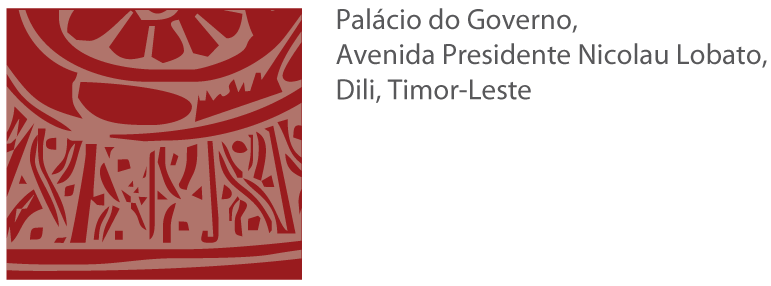 Palácio do Governo,
Avenida Presidente Nicolau Lobato,
Dili, Timor-Leste